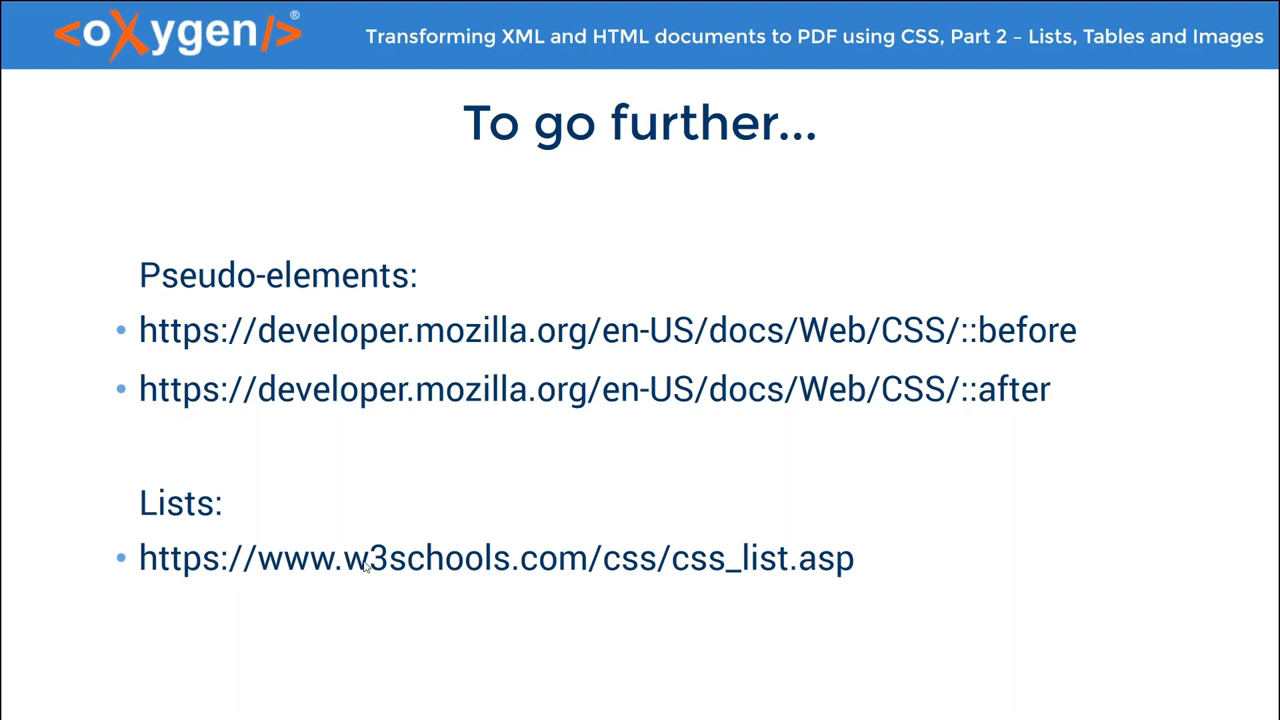 <oXygen/>®
Transforming XML and HTML documents to PDF using CSS, Part 2 – Lists, Tables and Images
To go further...
Pseudo-elements:
• https://developer.mozilla.org/en-US/docs/Web/CSS/::before
• https://developer.mozilla.org/en-US/docs/Web/CSS/::after
Lists:
• https://www.w3schools.com/css/css_list.asp